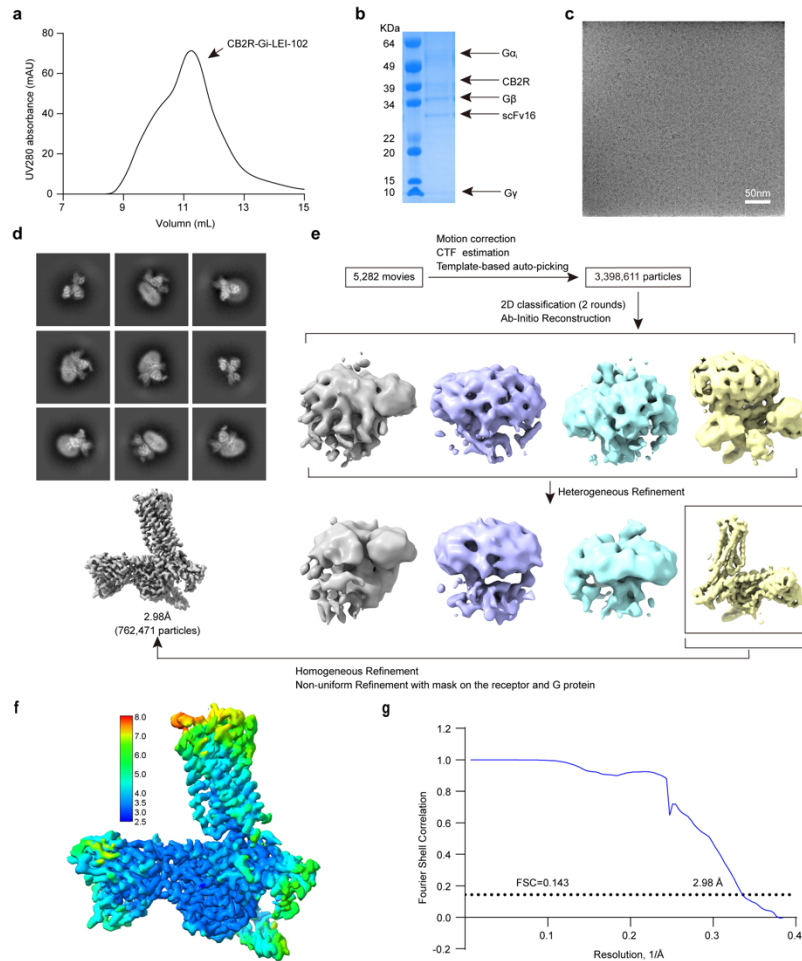 a
CB2R-Gi-LEI-102
UV280 absorbance (mAU)
80
60
40
20
0
7
9
11
13
15
Volumn (mL)
b
KDa
64
49
39
34
22
20
15
10
Gαi
CB2R
Gβ
scFv16
Gγ
c
50nm
d
2.98Å
(762,471 particles)
e
5,282 movies
Motion correction
CTF estimation
Template-based auto-picking
3,398,611 particles
2D classification (2 rounds)
Ab-Initio Reconstruction
Heterogeneous Refinement
Homogeneous Refinement
Non-uniform Refinement with mask on the receptor and G protein
f
8.0
7.0
6.0
5.0
4.0
3.0
2.5
g
Fourier Shell Correlation
1.2
1.0
0.8
0.6
0.4
0.2
0.0
-0.2
FSC=0.143
2.98 Å
0.1
0.2
0.3
0.4
Resolution, 1/Å